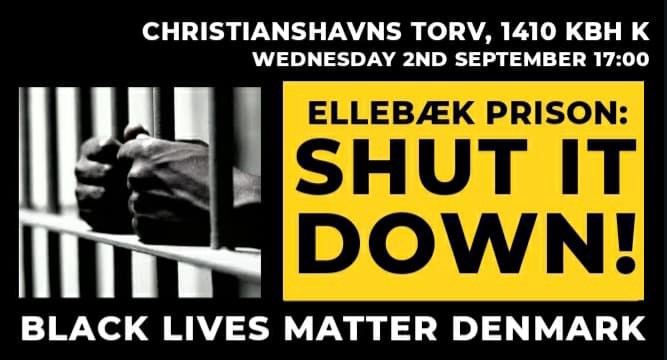 CHRISTIANSHAVNS TORV, 1410 KBH K
WEDNESDAY 2ND SEPTEMBER 17:00
ELLEBÆK PRISON:
SHUT IT
DOWN!
BLACK LIVES MATTER DENMARK